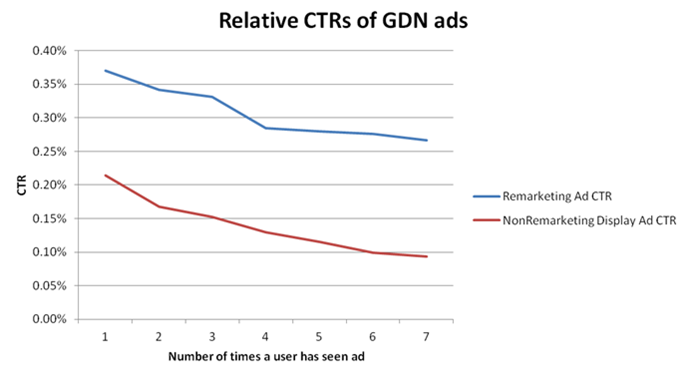 Relative CTRs of GDN ads
0.40%
0.35%
0.30%
0.25%
0.20%
0.15%
0.10%
0.05%
0.00%
CTR
1 2 3 4 5 6 7
Number of times a user has seen ad
Remarketing Ad CTR
NonRemarketing Display Ad CTR